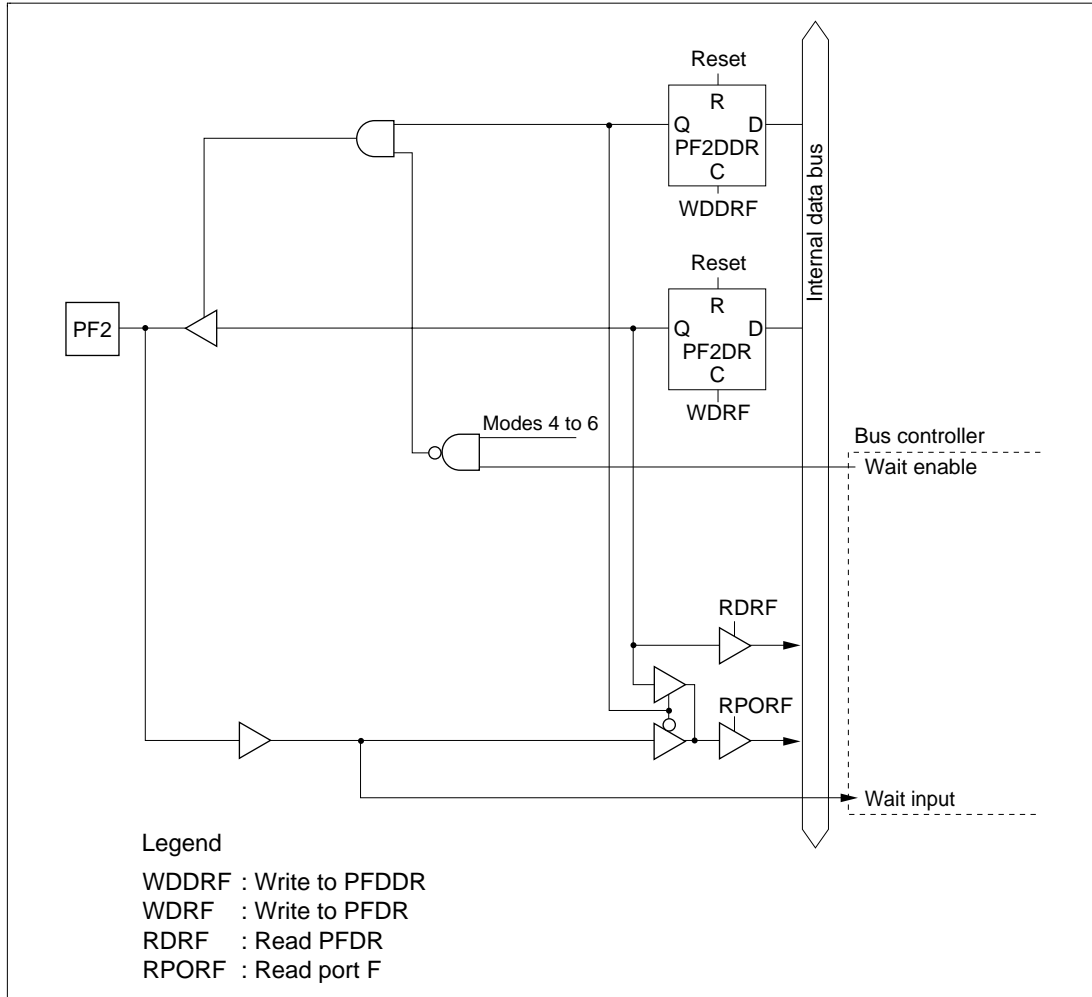 Reset
R
Q D
PF2DDR
C
WDDRF
Internal data bus
Reset
R
PF2
Q D
PF2DR
C
WDRF
Modes 4 to 6
Bus controller
Wait enable
RDRF
RPORF
Wait input
Legend
WDDRF : Write to PFDDR
WDRF : Write to PFDR
RDRF : Read PFDR
RPORF : Read port F